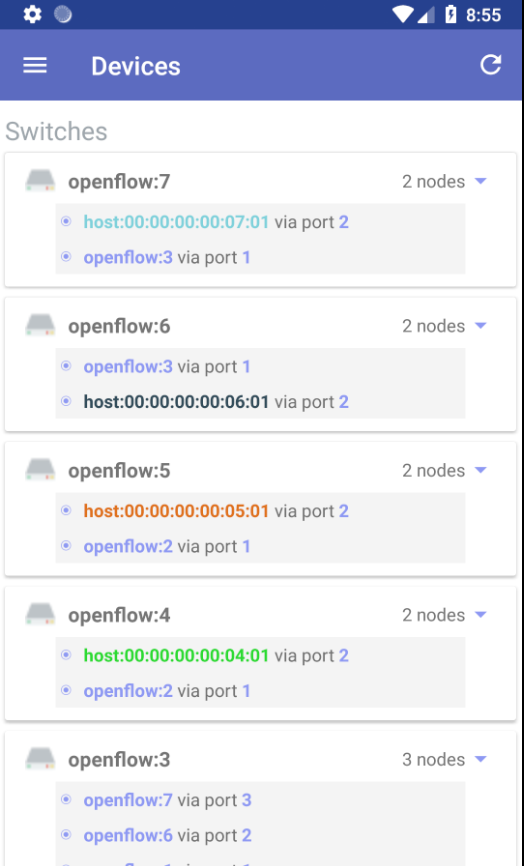 8:55
Devices
Switches
openflow:7 2 nodes
host:00:00:00:00:07:01 via port 2
openflow:3 via port 1
openflow:6 2 nodes
openflow:3 via port 1
host:00:00:00:00:06:01 via port 2
openflow:5 2 nodes
host:00:00:00:00:05:01 via port 2
openflow:2 via port 1
openflow:4 2 nodes
host:00:00:00:00:04:01 via port 2
openflow:2 via port 1
openflow:3 3 nodes
openflow:7 via port 3
openflow:6 via port 2